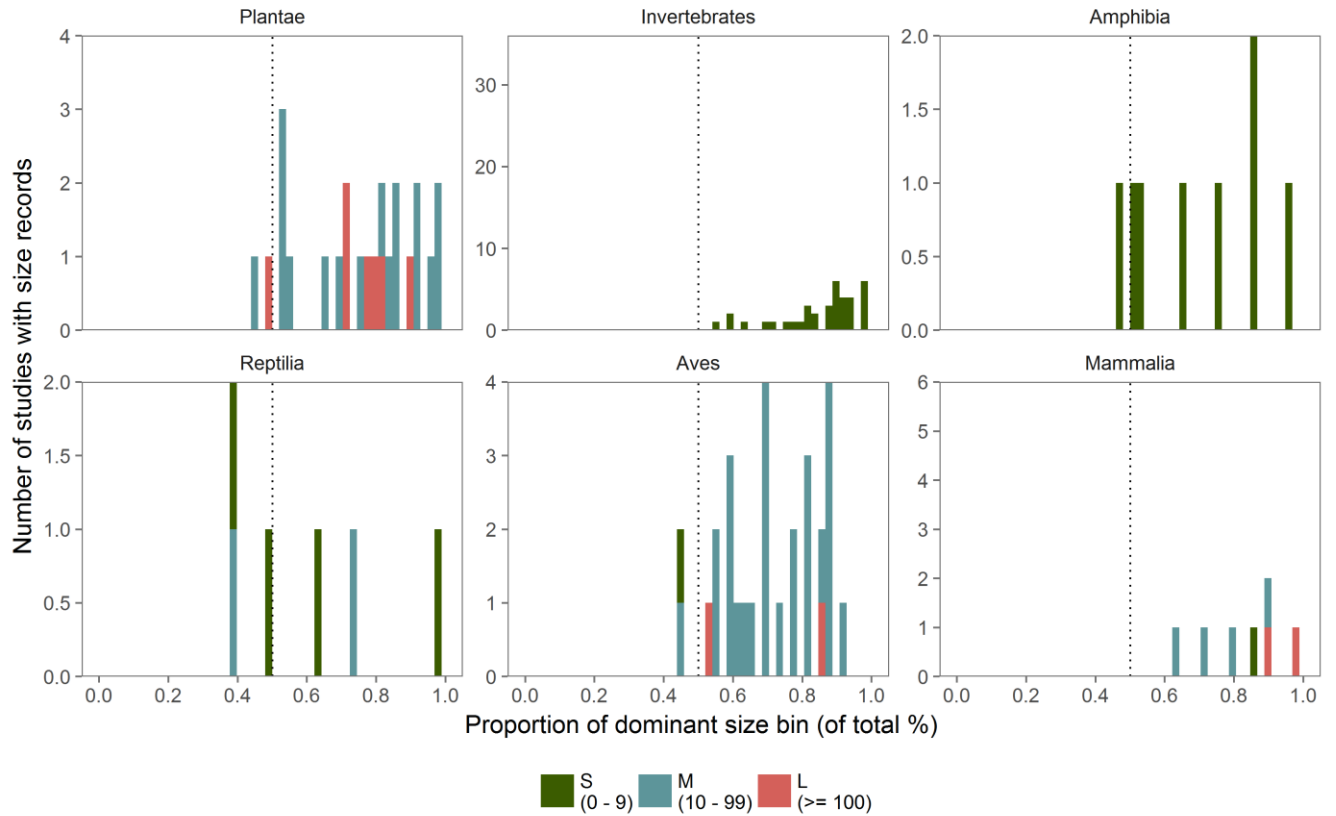 Plantae
Invertebrates
Amphibia
4
3
2
1
0
30
20
10
0
2.0
1.5
1.0
0.5
0.0
Number of studies with size records
Reptilia
Aves
Mammalia
2.0
1.5
1.0
0.5
0.0
4
3
2
1
0
6
5
4
3
2
1
0
0.0 0.2 0.4 0.6 0.8 1.0
0.0 0.2 0.4 0.6 0.8 1.0
0.0 0.2 0.4 0.6 0.8 1.0
Proportion of dominant size bin (of total %)
S
(0 - 9)
M
(10 - 99)
L
(>= 100)